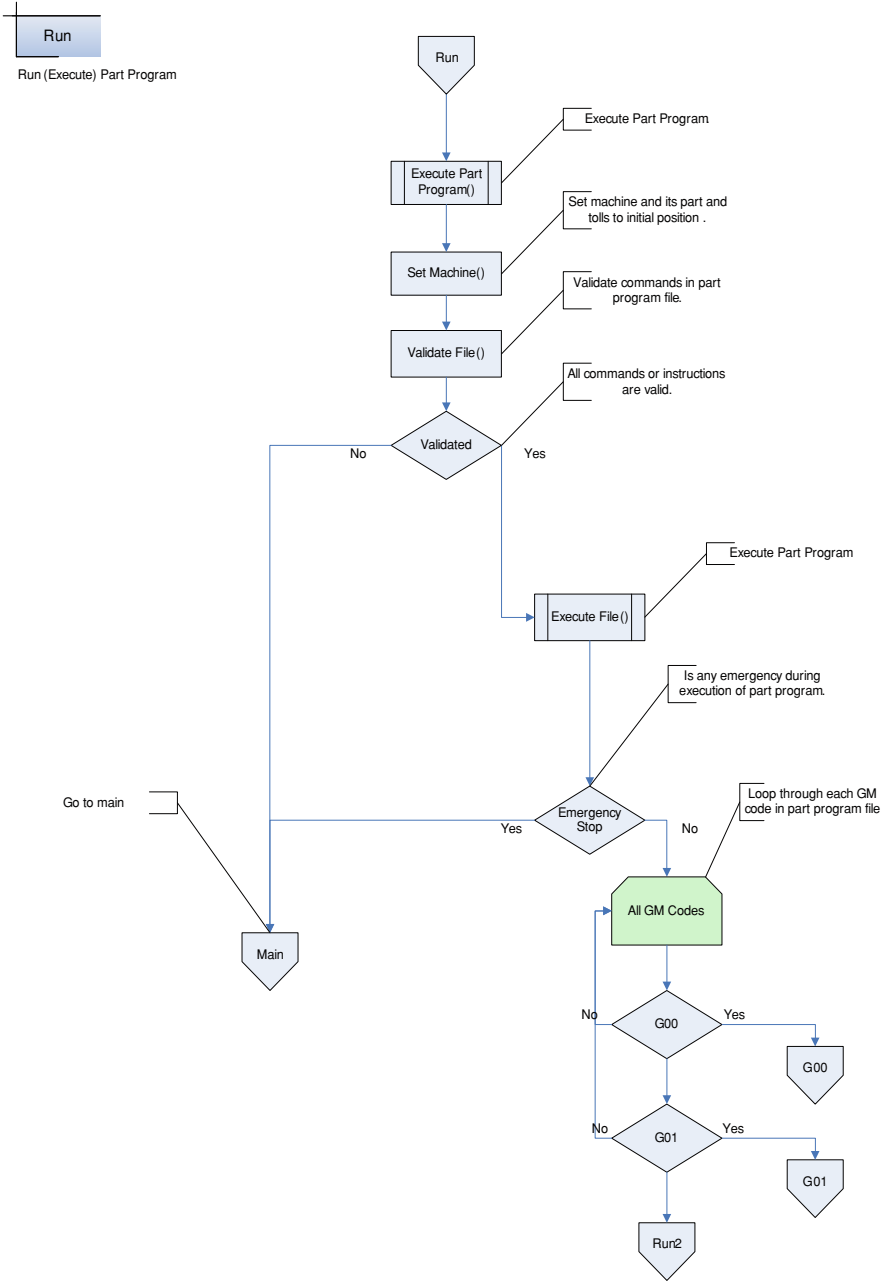 Run
Run (Execute) Part Program
Run
Execute Part Program
Execute Part
Program()
Set machine and its part and
tolls to initial position .
Set Machine()
Validate commands in part
program file.
Validate File()
All commands or instructions
are valid.
Validated
No
Yes
Execute Part Program
Execute File()
Is any emergency during
execution of part program.
Go to main
Loop through each GM
code in part program file
Emergency
Stop
Yes
No
All GM Codes
Main
No
G00
Yes
G00
No
G01
Yes
G01
Run2